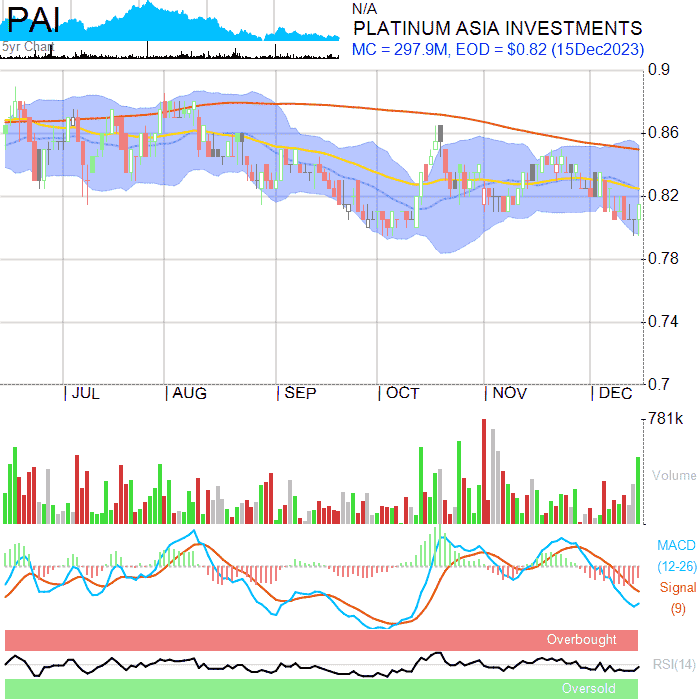 PAI
5yr Chart
N/A
PLATINUM ASIA INVESTMENTS
MC = 297.9M, EOD = $0.82 (15Dec2023)
0.9
0.86
0.82
0.78
0.74
0.7
JUL AUG SEP OCT NOV DEC
781k
Volume
MACD
(12-26)
Signal
(9)
Overbought
RSI(14)
Oversold